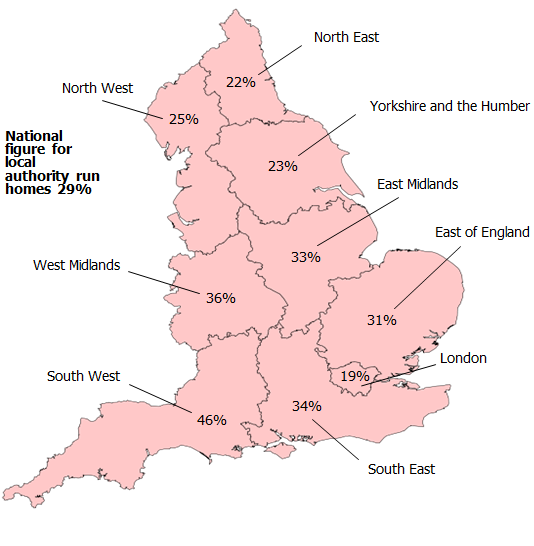 North East
22%
North West
25%
Yorkshire and the Humber
National
figure for
local
authority run
homes 29%
23%
East Midlands
East of England
33%
West Midlands
36%
31%
London
19%
South West
34%
46%
South East